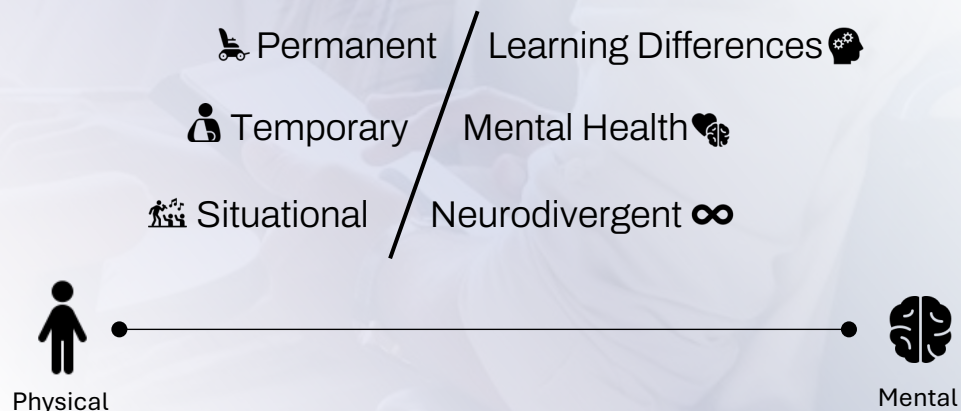 Permanent
Learning Differences
Temporary
Mental Health
Situational
Neurodivergent
Physical
Mental